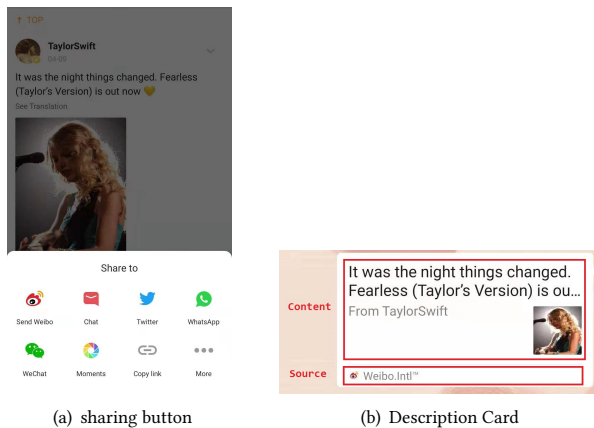 ↑ TOP
TaylorSwift
04-09
It was the night things changed. Fearless
(Taylor's Version) is out now 💛
See Translation
Share to
Send Weibo
Chat
Twitter
WhatsApp
WeChat
Moments
Copy link
More
(a) sharing button
Content
It was the night things changed.
Fearless (Taylor's Version) is ou...
From TaylorSwift
Source
Weibo.Intl™
(b) Description Card